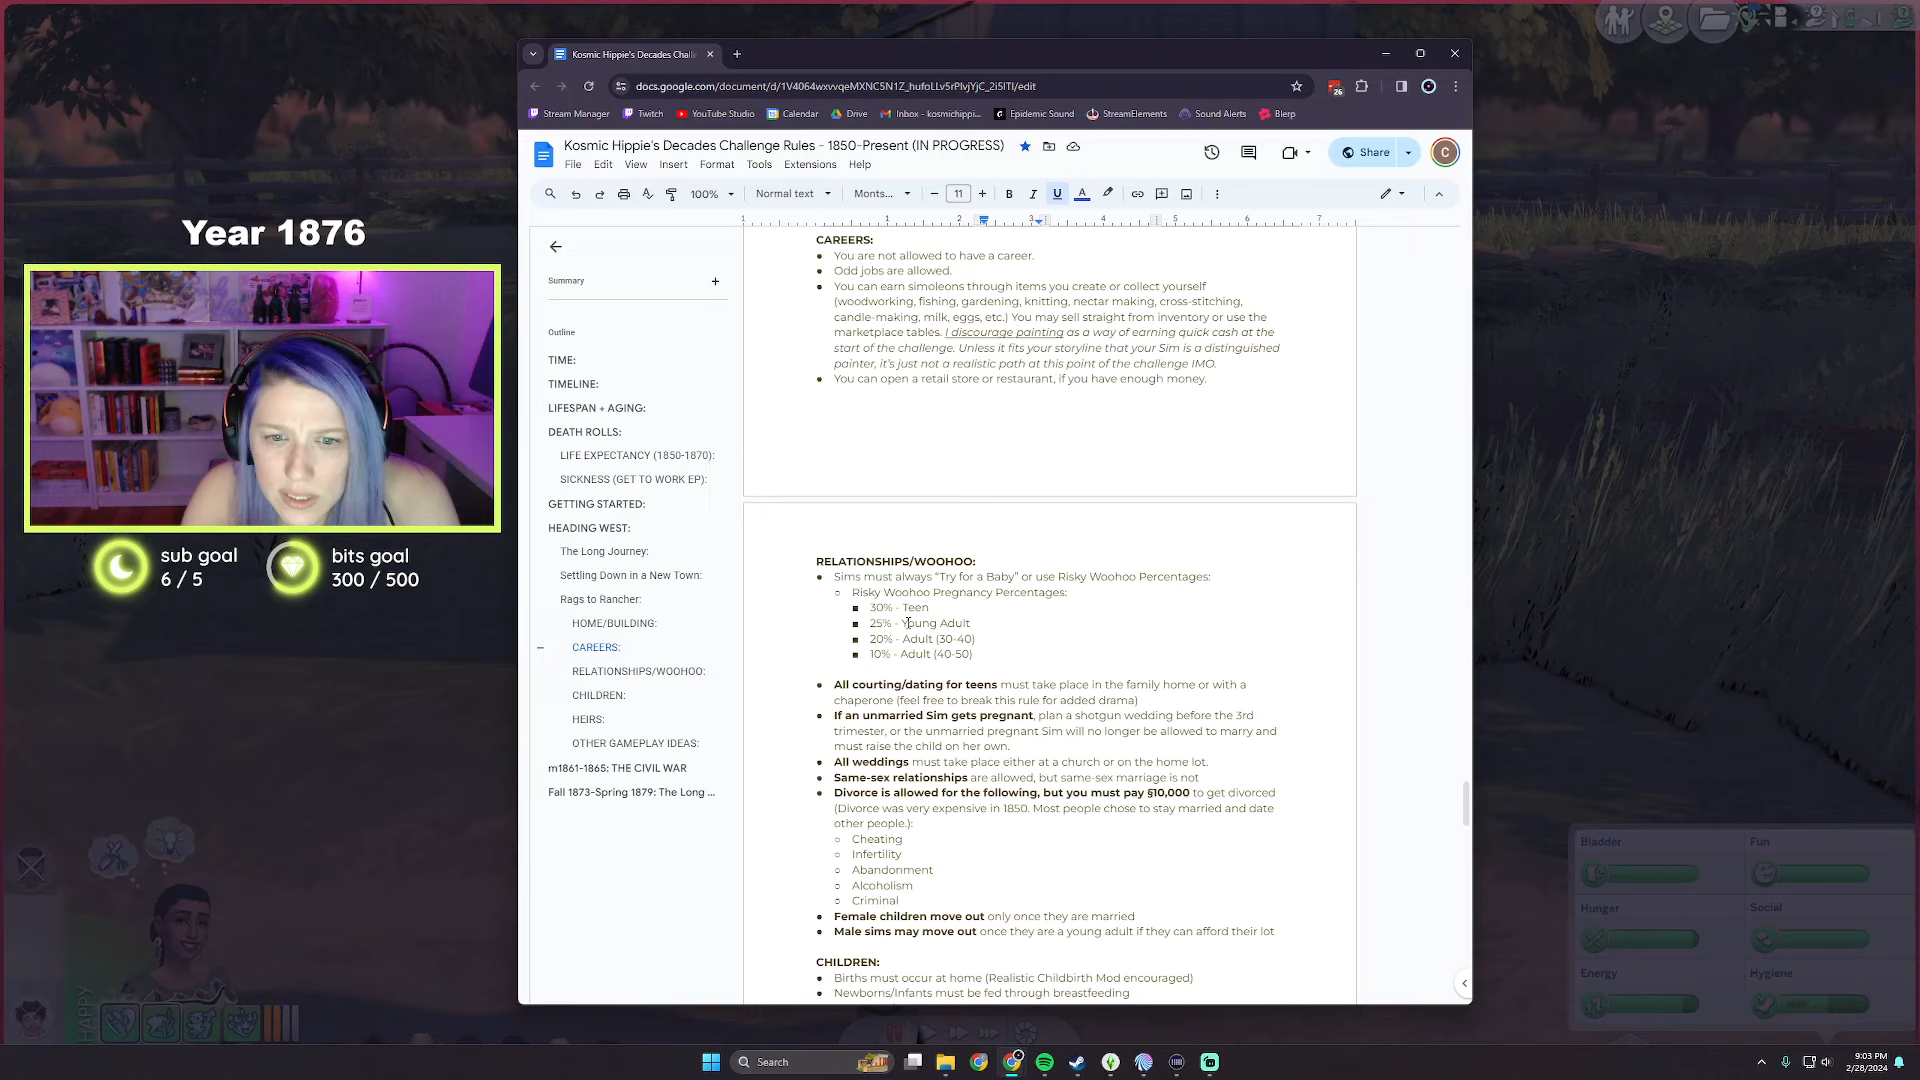 Kosmic Hippie's Decades Challe
docs.google.com/document/d/1V4064wxvvqeMXNC5N1Z_hufoLLv5rPIvjYjC_2i5lTI/edit
26
Stream Manager
Twitch
YouTube Studio
Calendar
Drive
Inbox - kosmichippi...
Epidemic Sound
StreamElements
Sound Alerts
Blerp
Kosmic Hippie's Decades Challenge Rules - 1850-Present (IN PROGRESS)
File Edit View Insert Format Tools Extensions Help
Share
C
100%
Normal text
Monts...
11
B I U A
1 1 2 3 4 5 6 7
Year 1876
sub goal
6 / 5
bits goal
300 / 500
Summary
Outline
TIME:
TIMELINE:
LIFESPAN + AGING:
DEATH ROLLS:
LIFE EXPECTANCY (1850-1870):
SICKNESS (GET TO WORK EP):
GETTING STARTED:
HEADING WEST:
The Long Journey:
Settling Down in a New Town:
Rags to Rancher:
HOME/BUILDING:
CAREERS:
RELATIONSHIPS/WOOHOO:
CHILDREN:
HEIRS:
OTHER GAMEPLAY IDEAS:
m1861-1865: THE CIVIL WAR
Fall 1873-Spring 1879: The Long ...
CAREERS:
● You are not allowed to have a career.
● Odd jobs are allowed.
● You can earn simoleons through items you create or collect yourself
(woodworking, fishing, gardening, knitting, nectar making, cross-stitching,
candle-making, milk, eggs, etc.) You may sell straight from inventory or use the
marketplace tables. I discourage painting as a way of earning quick cash at the
start of the challenge. Unless it fits your storyline that your Sim is a distinguished
painter, it's just not a realistic path at this point of the challenge IMO.
● You can open a retail store or restaurant, if you have enough money.
RELATIONSHIPS/WOOHOO:
● Sims must always “Try for a Baby” or use Risky Woohoo Percentages:
○ Risky Woohoo Pregnancy Percentages:
■ 30% - Teen
■ 25% - Young Adult
■ 20% - Adult (30-40)
■ 10% - Adult (40-50)
● All courting/dating for teens must take place in the family home or with a
chaperone (feel free to break this rule for added drama)
● If an unmarried Sim gets pregnant, plan a shotgun wedding before the 3rd
trimester, or the unmarried pregnant Sim will no longer be allowed to marry and
must raise the child on her own.
● All weddings must take place either at a church or on the home lot.
● Same-sex relationships are allowed, but same-sex marriage is not
● Divorce is allowed for the following, but you must pay §10,000 to get divorced
(Divorce was very expensive in 1850. Most people chose to stay married and date
other people.):
○ Cheating
○ Infertility
○ Abandonment
○ Alcoholism
○ Criminal
● Female children move out only once they are married
● Male sims may move out once they are a young adult if they can afford their lot
CHILDREN:
● Births must occur at home (Realistic Childbirth Mod encouraged)
● Newborns/Infants must be fed through breastfeeding
HAPPY
Bladder
Fun
Hunger
Social
Energy
Hygiene
Search
9:03 PM
2/28/2024